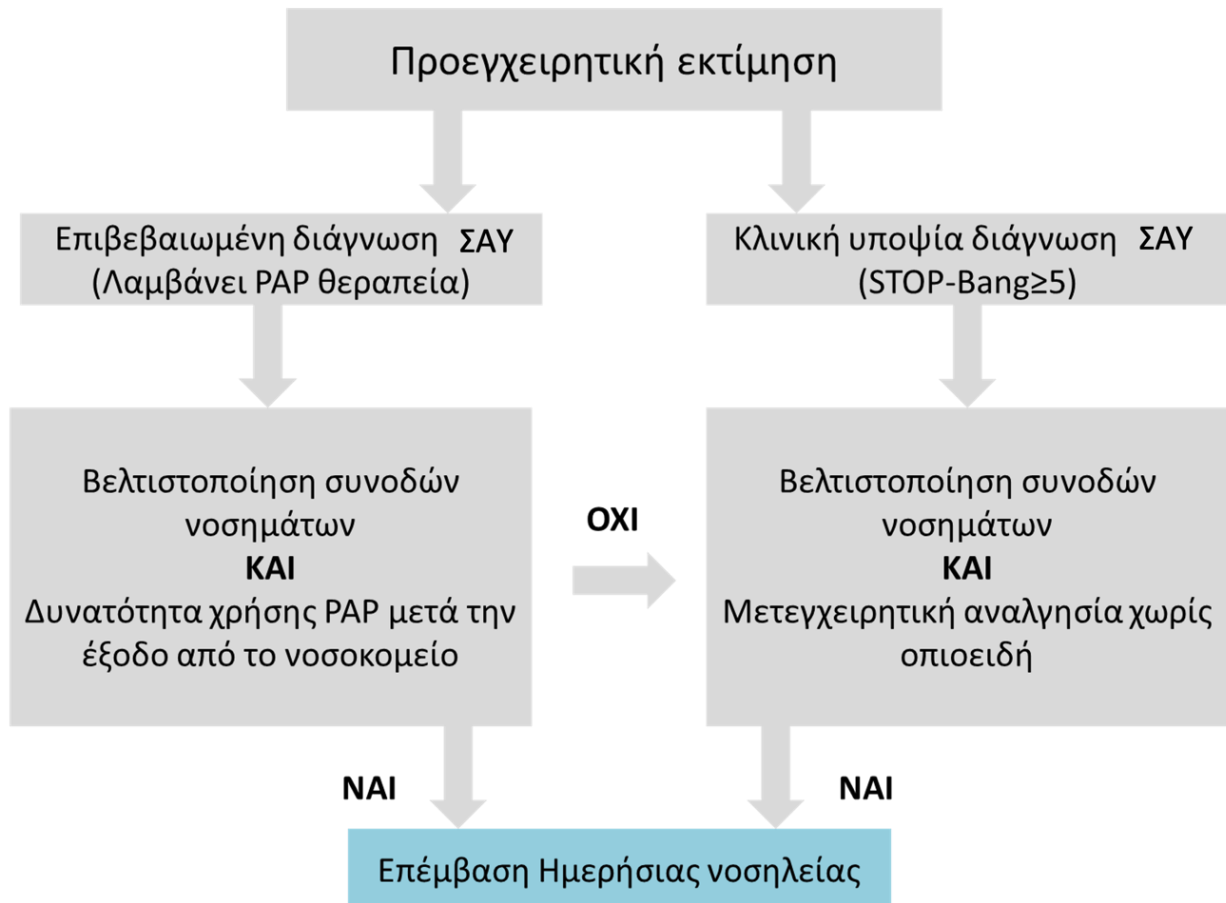 Προεγχειρητική εκτίμηση
Επιβεβαιωμένη διάγνωση ΣΑΥ
(Λαμβάνει PAP θεραπεία)
Κλινική υποψία διάγνωση ΣΑΥ
(STOP-Bang≥5)
Βελτιστοποίηση συνοδών
νοσημάτων
ΚΑΙ
Δυνατότητα χρήσης PAP μετά την
έξοδο από το νοσοκομείο
ΟΧΙ
Βελτιστοποίηση συνοδών
νοσημάτων
ΚΑΙ
Μετεγχειρητική αναλγησία χωρίς
οπιοειδή
ΝΑΙ
ΝΑΙ
Επέμβαση Ημερήσιας νοσηλείας